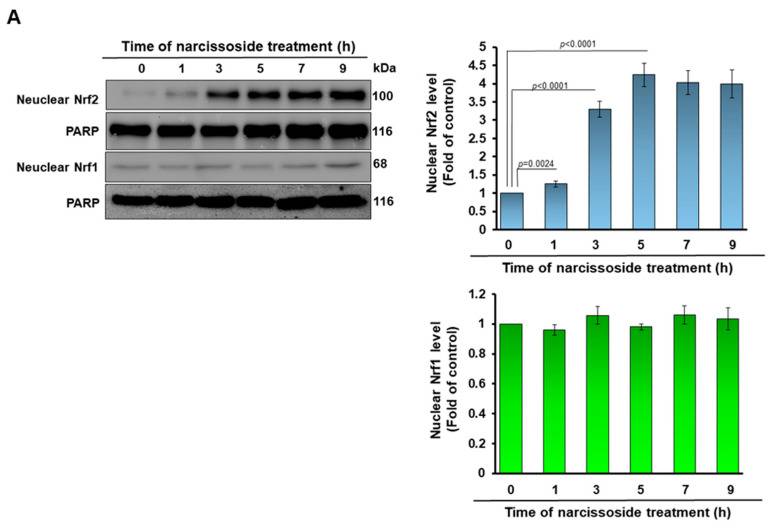 A
Time of narcissoside treatment (h)
0 1 3 5 7 9 kDa
Neuclear Nrf2 100
PARP 116
Neuclear Nrf1 68
PARP 116
Nuclear Nrf2 level
(Fold of control)
5
4.5
4
3.5
3
2.5
2
1.5
1
0.5
0
p<0.0001
p<0.0001
p=0.0024
0 1 3 5 7 9
Time of narcissoside treatment (h)
Nuclear Nrf1 level
(Fold of control)
1.2
1
0.8
0.6
0.4
0.2
0
0 1 3 5 7 9
Time of narcissoside treatment (h)